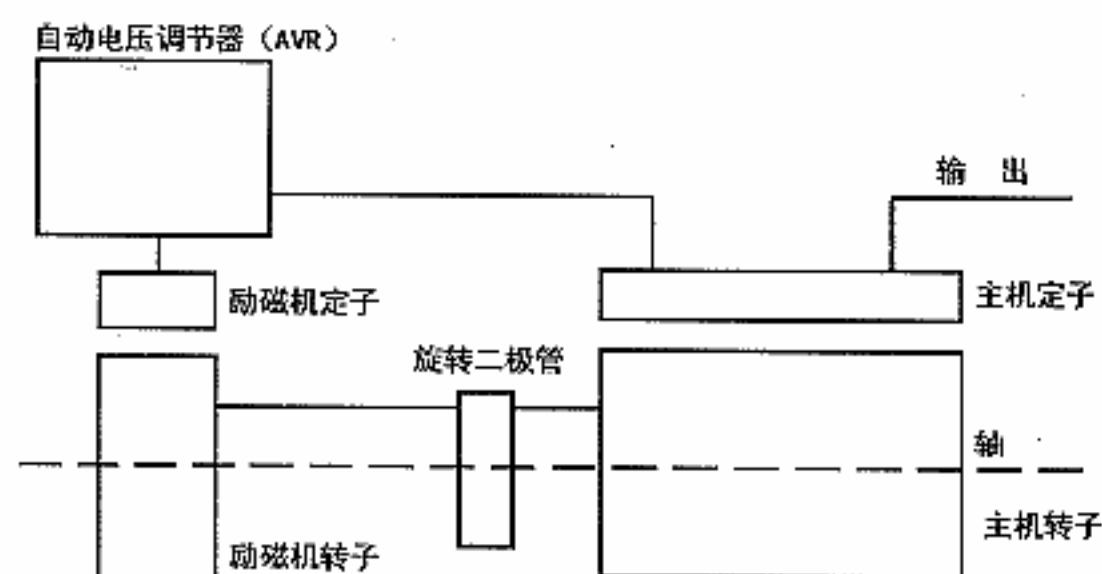 自动电压调节器（AVR）
输 出
励磁机定子
主机定子
旋转二极管
轴
主机转子
励磁机转子